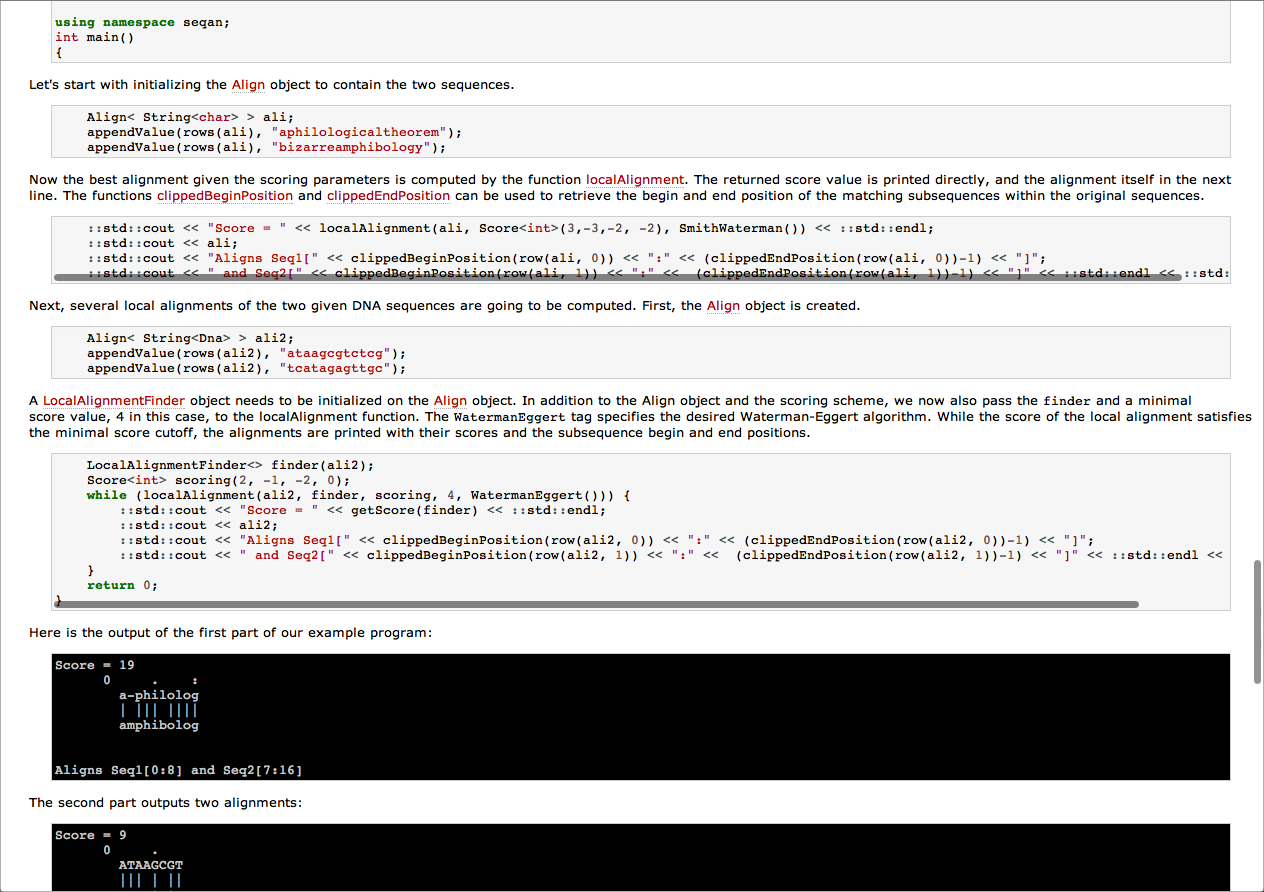 using namespace seqan;
int main()
{
Let's start with initializing the Align object to contain the two sequences.
    Align< String<char> > ali;
    appendValue(rows(ali), "aphilologicaltheorem");
    appendValue(rows(ali), "bizarreamphibology");
Now the best alignment given the scoring parameters is computed by the function localAlignment. The returned score value is printed directly, and the alignment itself in the next
line. The functions clippedBeginPosition and clippedEndPosition can be used to retrieve the begin and end position of the matching subsequences within the original sequences.
    ::std::cout << "Score = " << localAlignment(ali, Score<int>(3,-3,-2, -2), SmithWaterman()) << ::std::endl;
    ::std::cout << ali;
    ::std::cout << "Aligns Seq1[" << clippedBeginPosition(row(ali, 0)) << ":" << (clippedEndPosition(row(ali, 0))-1) << "]";
    ::std::cout << " and Seq2[" << clippedBeginPosition(row(ali, 1)) << ":" <<  (clippedEndPosition(row(ali, 1))-1) << "]" << ::std::endl << ::std:
Next, several local alignments of the two given DNA sequences are going to be computed. First, the Align object is created.
    Align< String<Dna> > ali2;
    appendValue(rows(ali2), "ataagcgtctcg");
    appendValue(rows(ali2), "tcatagagttgc");
A LocalAlignmentFinder object needs to be initialized on the Align object. In addition to the Align object and the scoring scheme, we now also pass the finder and a minimal
score value, 4 in this case, to the localAlignment function. The WatermanEggert tag specifies the desired Waterman-Eggert algorithm. While the score of the local alignment satisfies
the minimal score cutoff, the alignments are printed with their scores and the subsequence begin and end positions.
    LocalAlignmentFinder<> finder(ali2);
    Score<int> scoring(2, -1, -2, 0);
    while (localAlignment(ali2, finder, scoring, 4, WatermanEggert())) {
        ::std::cout << "Score = " << getScore(finder) << ::std::endl;
        ::std::cout << ali2;
        ::std::cout << "Aligns Seq1[" << clippedBeginPosition(row(ali2, 0)) << ":" << (clippedEndPosition(row(ali2, 0))-1) << "]";
        ::std::cout << " and Seq2[" << clippedBeginPosition(row(ali2, 1)) << ":" <<  (clippedEndPosition(row(ali2, 1))-1) << "]" << ::std::endl <<
    }
    return 0;
}
Here is the output of the first part of our example program:
Score = 19
      0     .    :
        a-philolog
        | ||| ||||
        amphibolog
Aligns Seq1[0:8] and Seq2[7:16]
The second part outputs two alignments:
Score = 9
      0     .
        ATAAGCGT
        ||| | ||